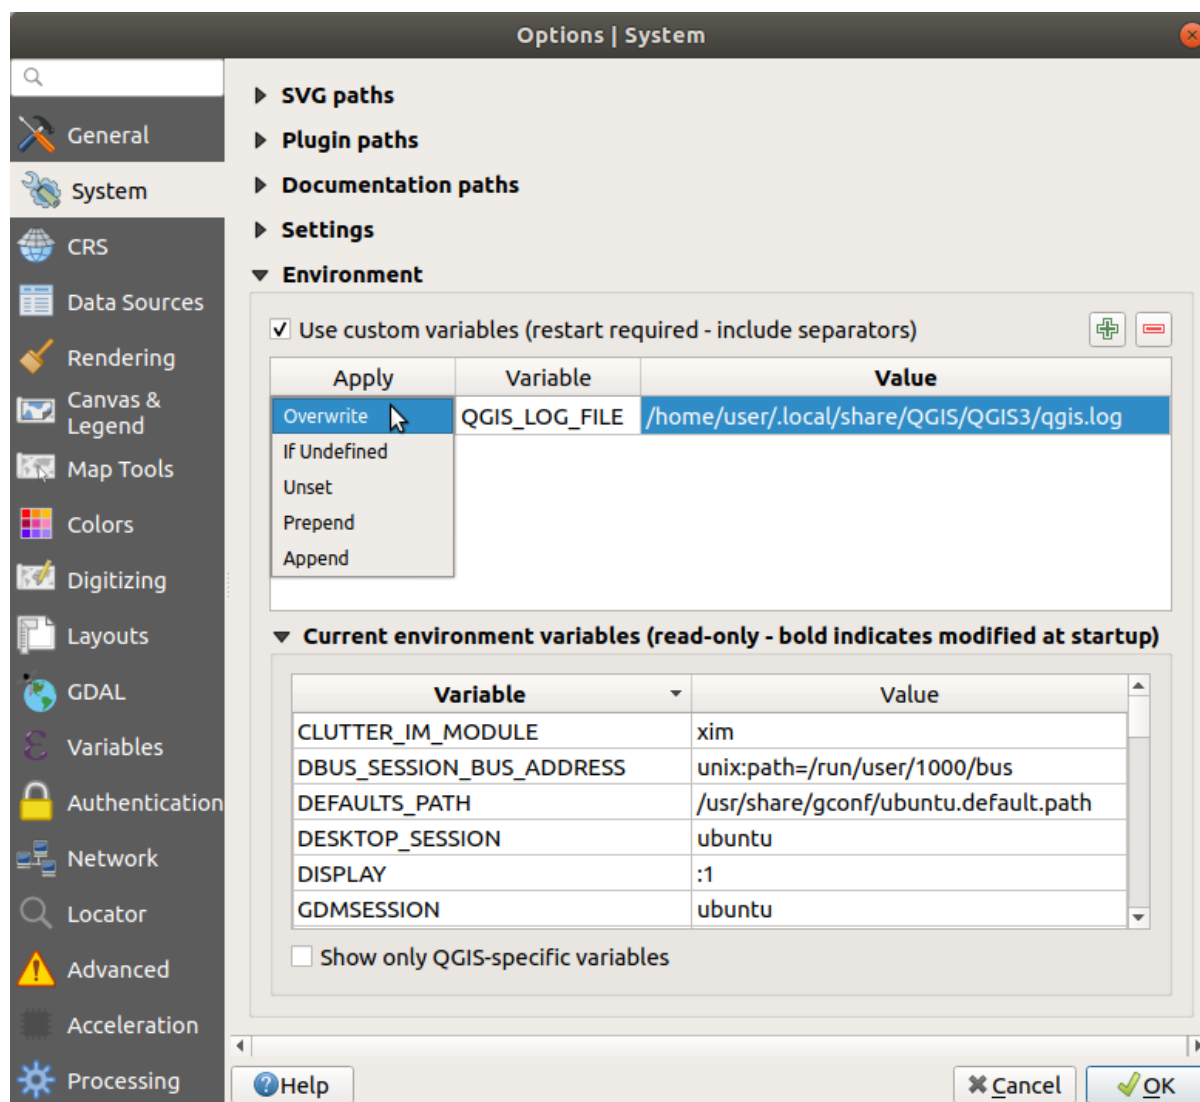 Options | System
General
System
CRS
Data Sources
Rendering
Canvas &
Legend
Map Tools
Colors
Digitizing
Layouts
GDAL
Variables
Authentication
Network
Locator
Advanced
Acceleration
Processing
SVG paths
Plugin paths
Documentation paths
Settings
Environment
Use custom variables (restart required - include separators)
Apply Variable Value
Overwrite QGIS_LOG_FILE /home/user/.local/share/QGIS/QGIS3/qgis.log
If Undefined
Unset
Prepend
Append
Current environment variables (read-only - bold indicates modified at startup)
Variable Value
CLUTTER_IM_MODULE xim
DBUS_SESSION_BUS_ADDRESS unix:path=/run/user/1000/bus
DEFAULTS_PATH /usr/share/gconf/ubuntu.default.path
DESKTOP_SESSION ubuntu
DISPLAY :1
GDMSESSION ubuntu
Show only QGIS-specific variables
Help Cancel OK